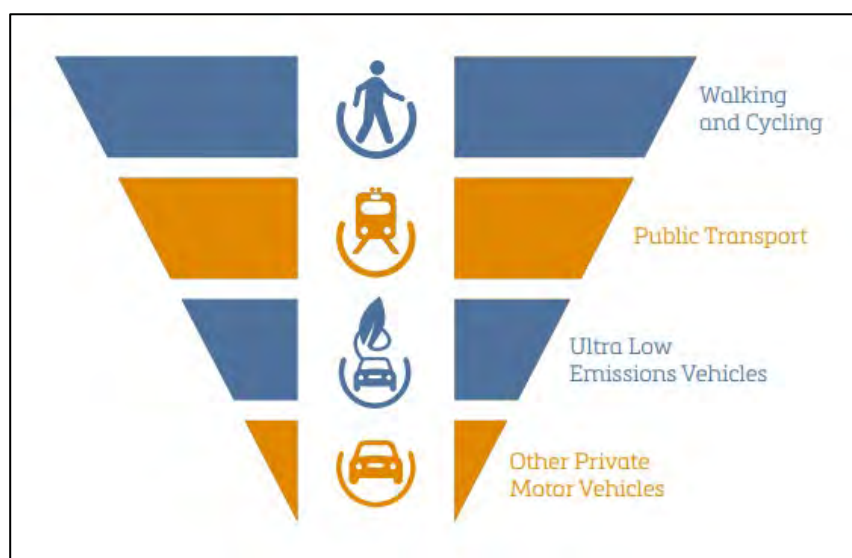 Walking
and Cycling
Public Transport
Ultra Low
Emissions Vehicles
Other Private
Motor Vehicles